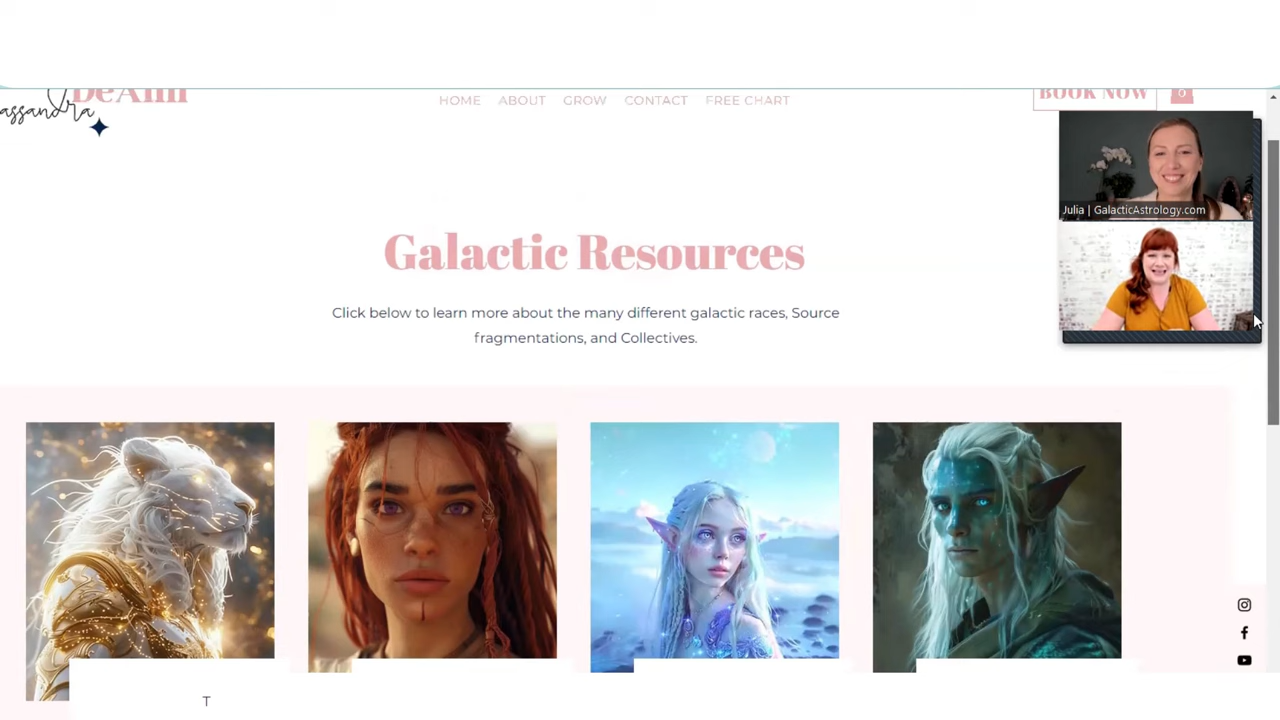 DeAnn
assandra
HOME ABOUT GROW CONTACT FREE CHART
BOOK NOW
0
Julia | GalacticAstrology.com
Galactic Resources
Click below to learn more about the many different galactic races, Source
fragmentations, and Collectives.
T